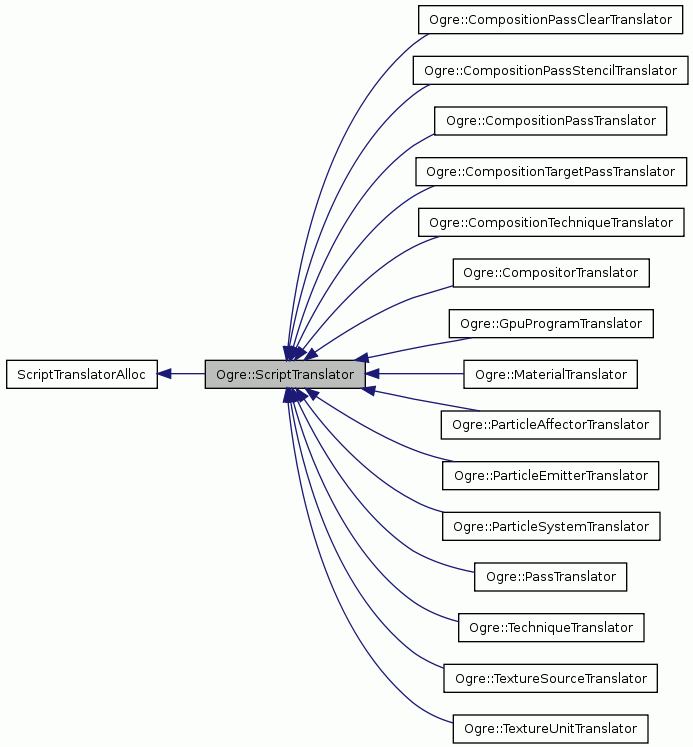 Ogre::CompositionPassClearTranslator
Ogre::CompositionPassStencilTranslator
Ogre::CompositionPassTranslator
Ogre::CompositionTargetPassTranslator
Ogre::CompositionTechniqueTranslator
Ogre::CompositorTranslator
Ogre::GpuProgramTranslator
ScriptTranslatorAlloc
Ogre::ScriptTranslator
Ogre::MaterialTranslator
Ogre::ParticleAffectorTranslator
Ogre::ParticleEmitterTranslator
Ogre::ParticleSystemTranslator
Ogre::PassTranslator
Ogre::TechniqueTranslator
Ogre::TextureSourceTranslator
Ogre::TextureUnitTranslator